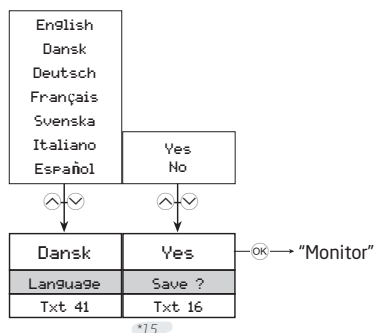 English
Dansk
Deutsch
Français
Svenska
Italiano
Español
Yes
No
Dansk
Yes
OK
"Monitor"
Language
Save ?
Txt 41
Txt 16
*15